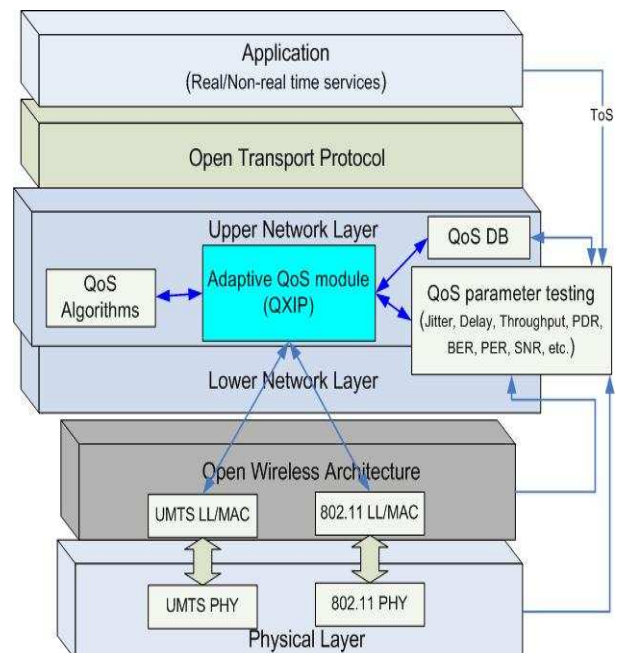 Application
(Real/Non-real time services)
ToS
Open Transport Protocol
Upper Network Layer
QoS DB
QoS
Algorithms
Adaptive QoS module
(QXIP)
QoS parameter testing
(Jitter, Delay, Throughput, PDR,
BER, PER, SNR, etc.)
Lower Network Layer
Open Wireless Architecture
UMTS LL/MAC
802.11 LL/MAC
UMTS PHY
802.11 PHY
Physical Layer